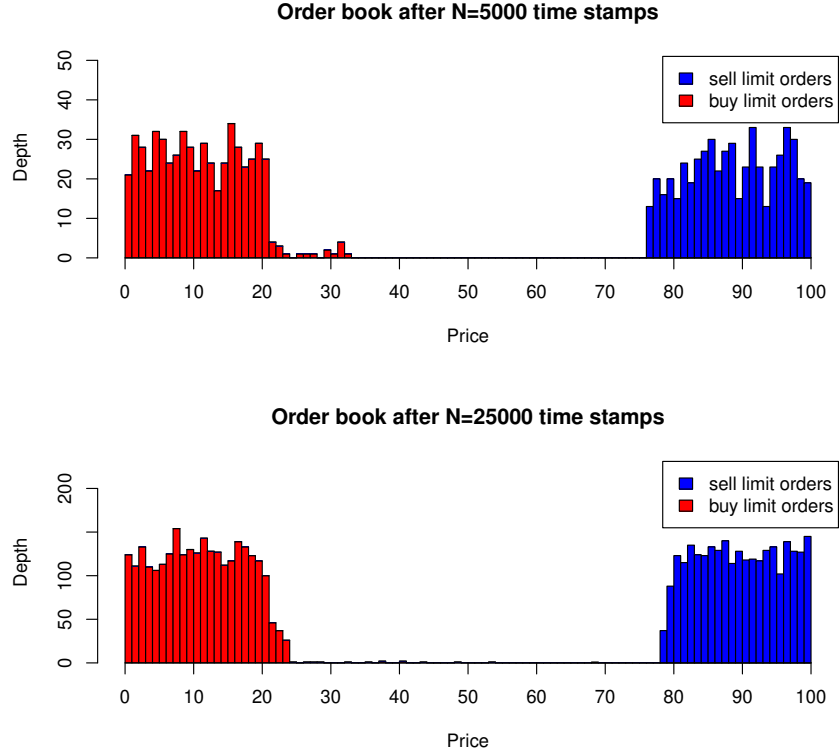 Order book after N=5000 time stamps
sell limit orders
buy limit orders
Depth
50
40
30
20
10
0
0 10 20 30 40 50 60 70 80 90 100
Price
Order book after N=25000 time stamps
sell limit orders
buy limit orders
Depth
200
100
50
0
0 10 20 30 40 50 60 70 80 90 100
Price